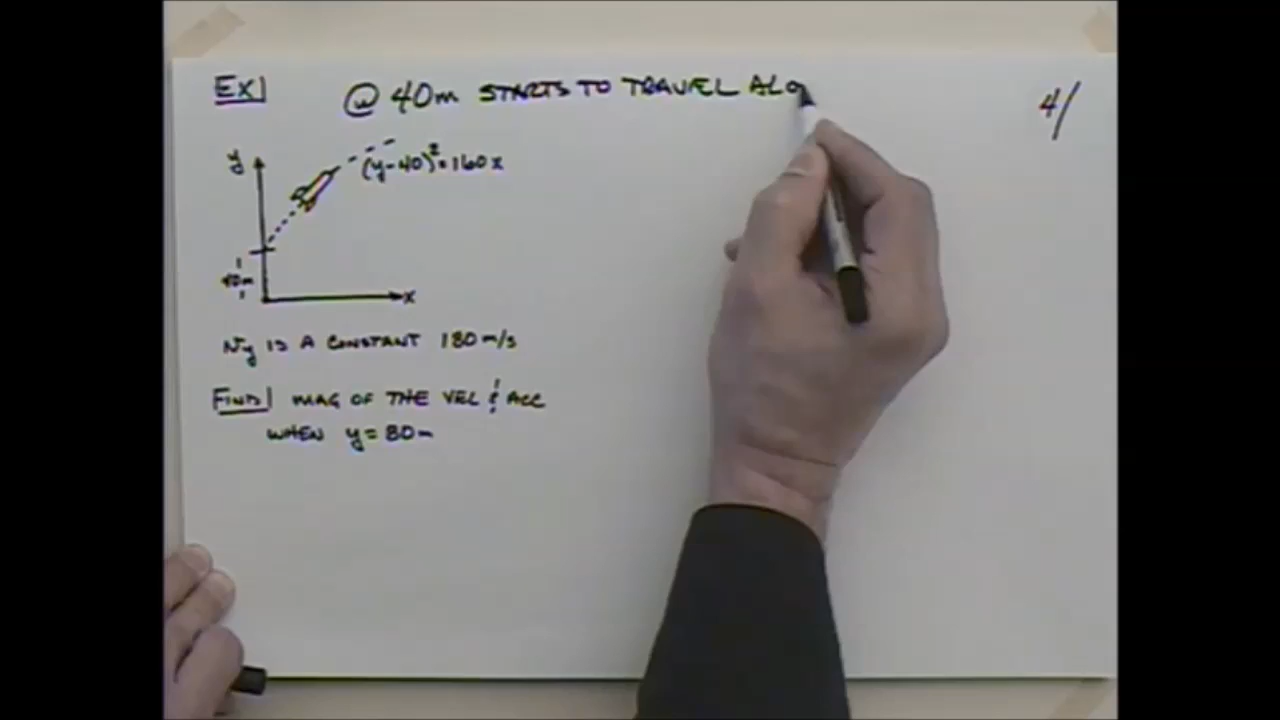 EX
@ 40m STARTS TO TRAVEL ALO
4/
y
(y-40)²=160x
40m
x
Vy IS A CONSTANT 180 m/s
FIND MAG OF THE VEL & ACC
WHEN y = 80m